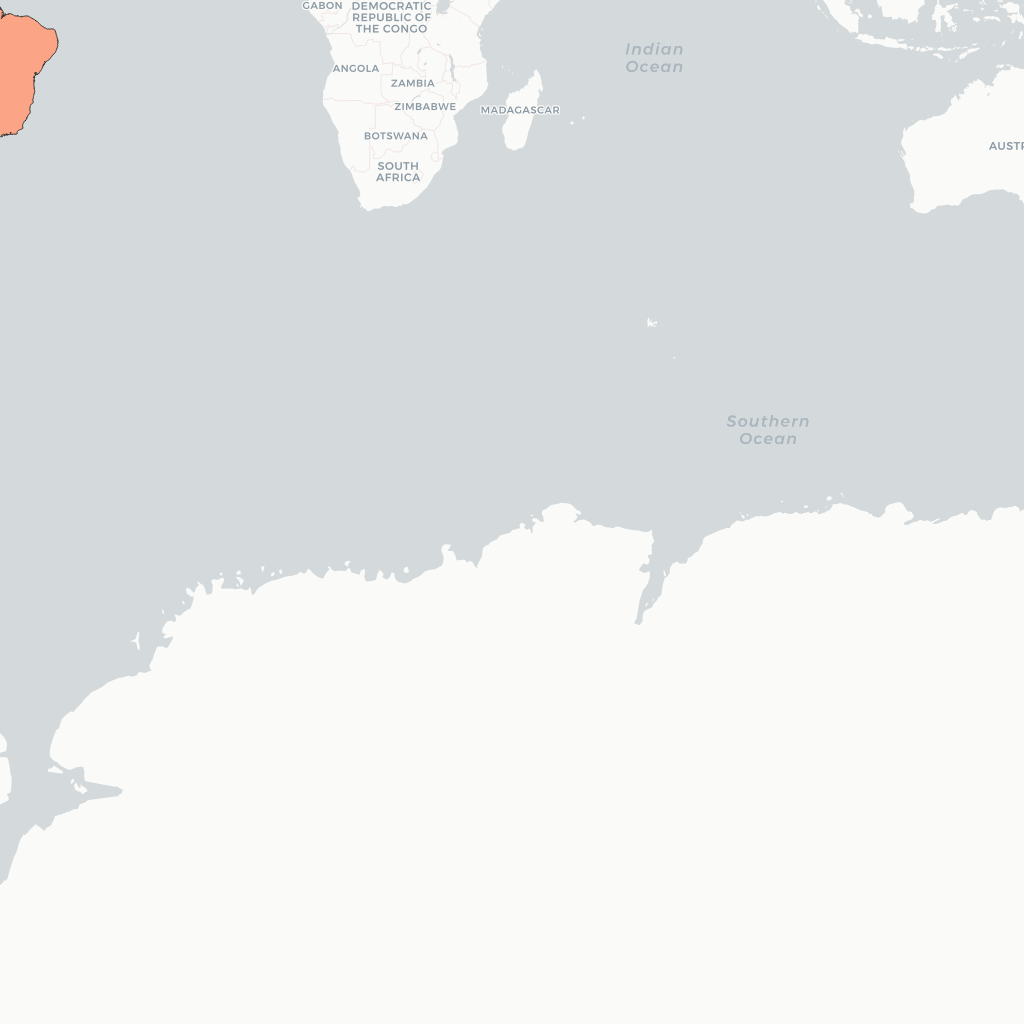 GABON
DEMOCRATIC
REPUBLIC OF
THE CONGO
Indian
Ocean
ANGOLA
ZAMBIA
ZIMBABWE
MADAGASCAR
BOTSWANA
AUSTR
SOUTH
AFRICA
Southern
Ocean